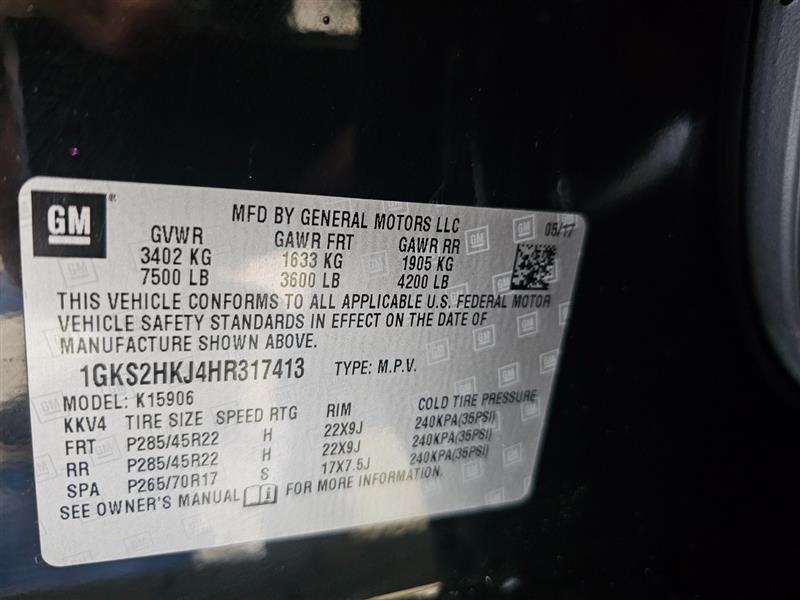 GM
MFD BY GENERAL MOTORS LLC 05/17
GVWR GAWR FRT GAWR RR
3402 KG 1633 KG 1905 KG
7500 LB 3600 LB 4200 LB
THIS VEHICLE CONFORMS TO ALL APPLICABLE U.S. FEDERAL MOTOR
VEHICLE SAFETY STANDARDS IN EFFECT ON THE DATE OF
MANUFACTURE SHOWN ABOVE.
1GKS2HKJ4HR317413 TYPE: M.P.V.
MODEL: K15906
KKV4 TIRE SIZE SPEED RTG RIM COLD TIRE PRESSURE
FRT P285/45R22 H 22X9J 240KPA(35PSI)
RR P285/45R22 H 22X9J 240KPA(35PSI)
SPA P265/70R17 S 17X7.5J 240KPA(35PSI)
SEE OWNER'S MANUAL FOR MORE INFORMATION.